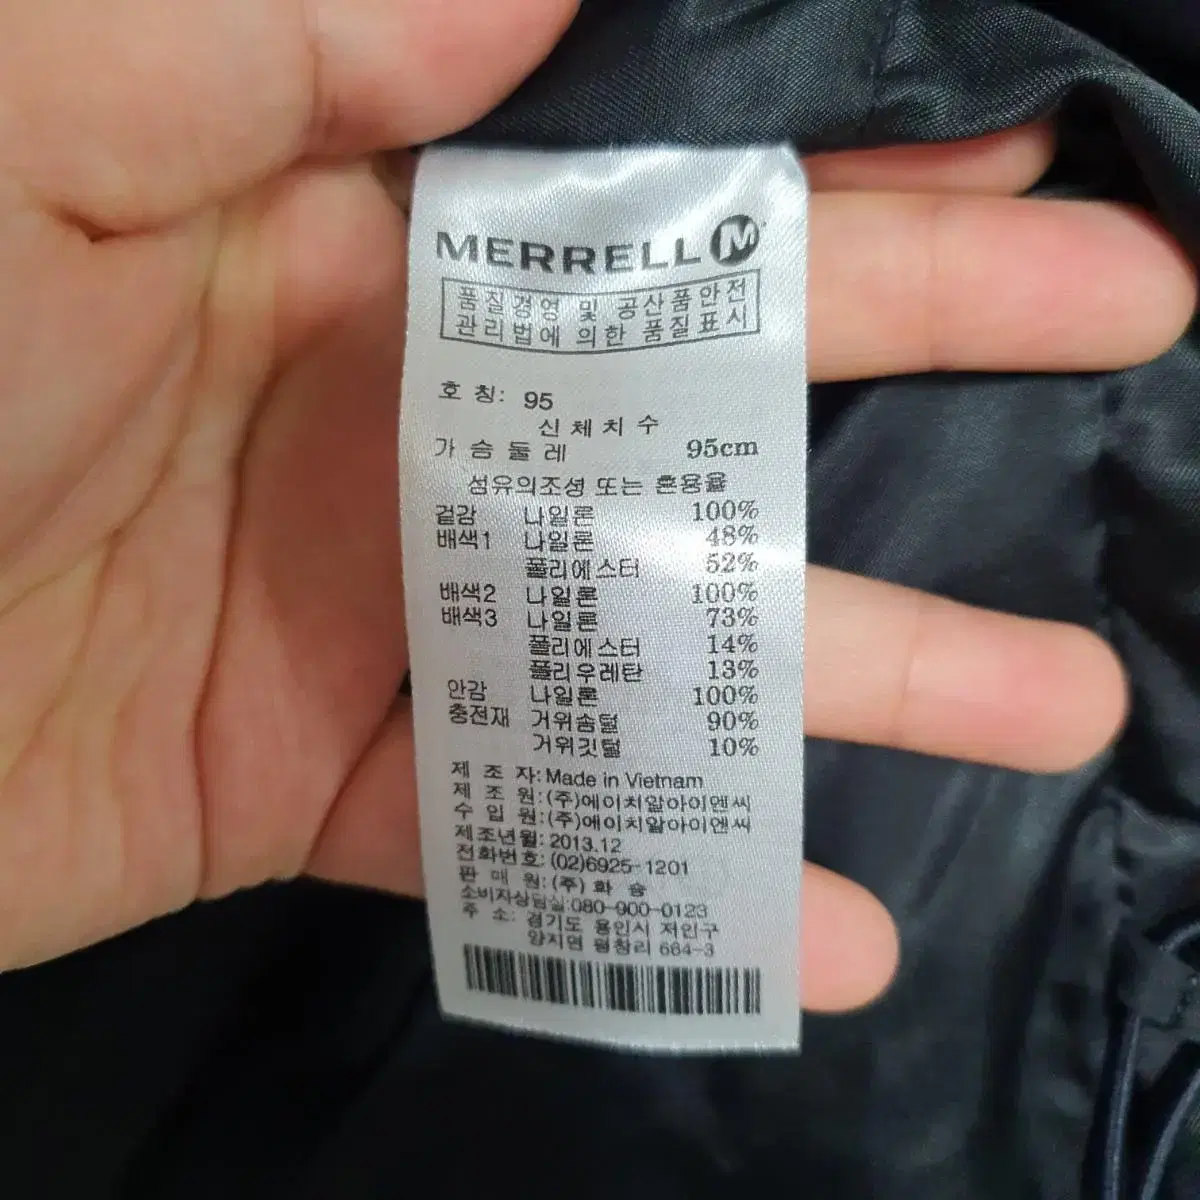 MERRELL M
품질경영 및 공산품안전
관리법에 의한 품질표시
호 칭: 95
신체치수
가슴둘레 95cm
섬유의조성 또는 혼용율
겉감 나일론 100%
배색1 나일론 48%
폴리에스터 52%
배색2 나일론 100%
배색3 나일론 73%
폴리에스터 14%
폴리우레탄 13%
안감 나일론 100%
충전재 거위솜털 90%
거위깃털 10%
제 조 자: Made in Vietnam
제 조 원: (주)에이치알아이엔씨
수 입 원: (주)에이치알아이엔씨
제조년월: 2013.12
전화번호: (02)6925-1201
판 매 원: (주) 화 승
소비자상담실: 080-900-0123
주 소: 경기도 용인시 저인구
양지면 평창리 664-3